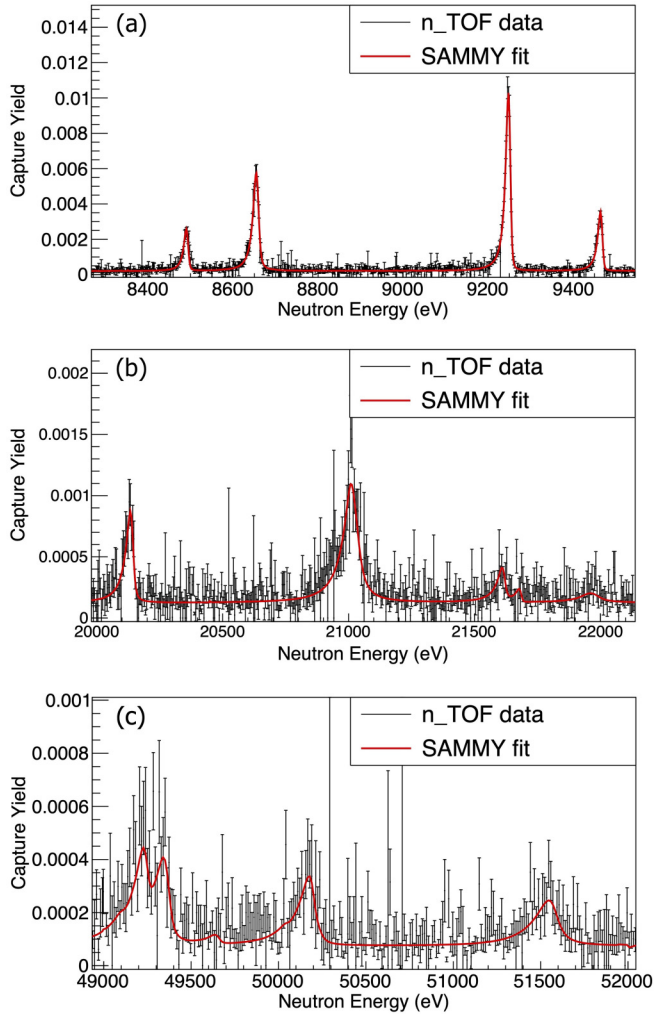 (a)
n_TOF data
SAMMY fit
Capture Yield
0.014
0.012
0.01
0.008
0.006
0.004
0.002
0
8400 8600 8800 9000 9200 9400
Neutron Energy (eV)
(b)
n_TOF data
SAMMY fit
Capture Yield
0.002
0.0015
0.001
0.0005
0
20000 20500 21000 21500 22000
Neutron Energy (eV)
(c)
n_TOF data
SAMMY fit
Capture Yield
0.001
0.0008
0.0006
0.0004
0.0002
0
49000 49500 50000 50500 51000 51500 52000
Neutron Energy (eV)